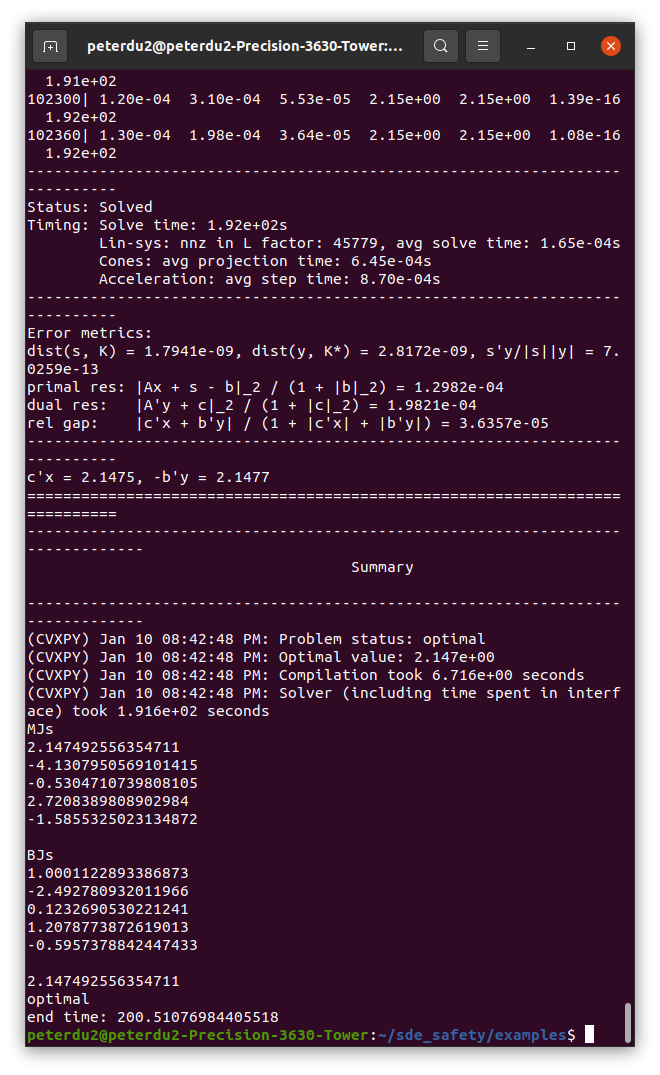 peterdu2@peterdu2-Precision-3630-Tower:...
  1.91e+02
102300| 1.20e-04  3.10e-04  5.53e-05  2.15e+00  2.15e+00  1.39e-16
  1.92e+02
102360| 1.30e-04  1.98e-04  3.64e-05  2.15e+00  2.15e+00  1.08e-16
  1.92e+02
------------------------------------------------------------------
----------
Status: Solved
Timing: Solve time: 1.92e+02s
        Lin-sys: nnz in L factor: 45779, avg solve time: 1.65e-04s
        Cones: avg projection time: 6.45e-04s
        Acceleration: avg step time: 8.70e-04s
------------------------------------------------------------------
----------
Error metrics:
dist(s, K) = 1.7941e-09, dist(y, K*) = 2.8172e-09, s'y/|s||y| = 7.
0259e-13
primal res: |Ax + s - b|_2 / (1 + |b|_2) = 1.2982e-04
dual res:   |A'y + c|_2 / (1 + |c|_2) = 1.9821e-04
rel gap:    |c'x + b'y| / (1 + |c'x| + |b'y|) = 3.6357e-05
------------------------------------------------------------------
----------
c'x = 2.1475, -b'y = 2.1477
==================================================================
==========
------------------------------------------------------------------
-------------
                                    Summary
------------------------------------------------------------------
-------------
(CVXPY) Jan 10 08:42:48 PM: Problem status: optimal
(CVXPY) Jan 10 08:42:48 PM: Optimal value: 2.147e+00
(CVXPY) Jan 10 08:42:48 PM: Compilation took 6.716e+00 seconds
(CVXPY) Jan 10 08:42:48 PM: Solver (including time spent in interf
ace) took 1.916e+02 seconds
MJs
2.147492556354711
-4.1307950569101415
-0.5304710739808105
2.7208389808902984
-1.5855325023134872

BJs
1.0001122893386873
-2.492780932011966
0.1232690530221241
1.2078773872619013
-0.5957378842447433

2.147492556354711
optimal
end time: 200.51076984405518
peterdu2@peterdu2-Precision-3630-Tower:~/sde_safety/examples$